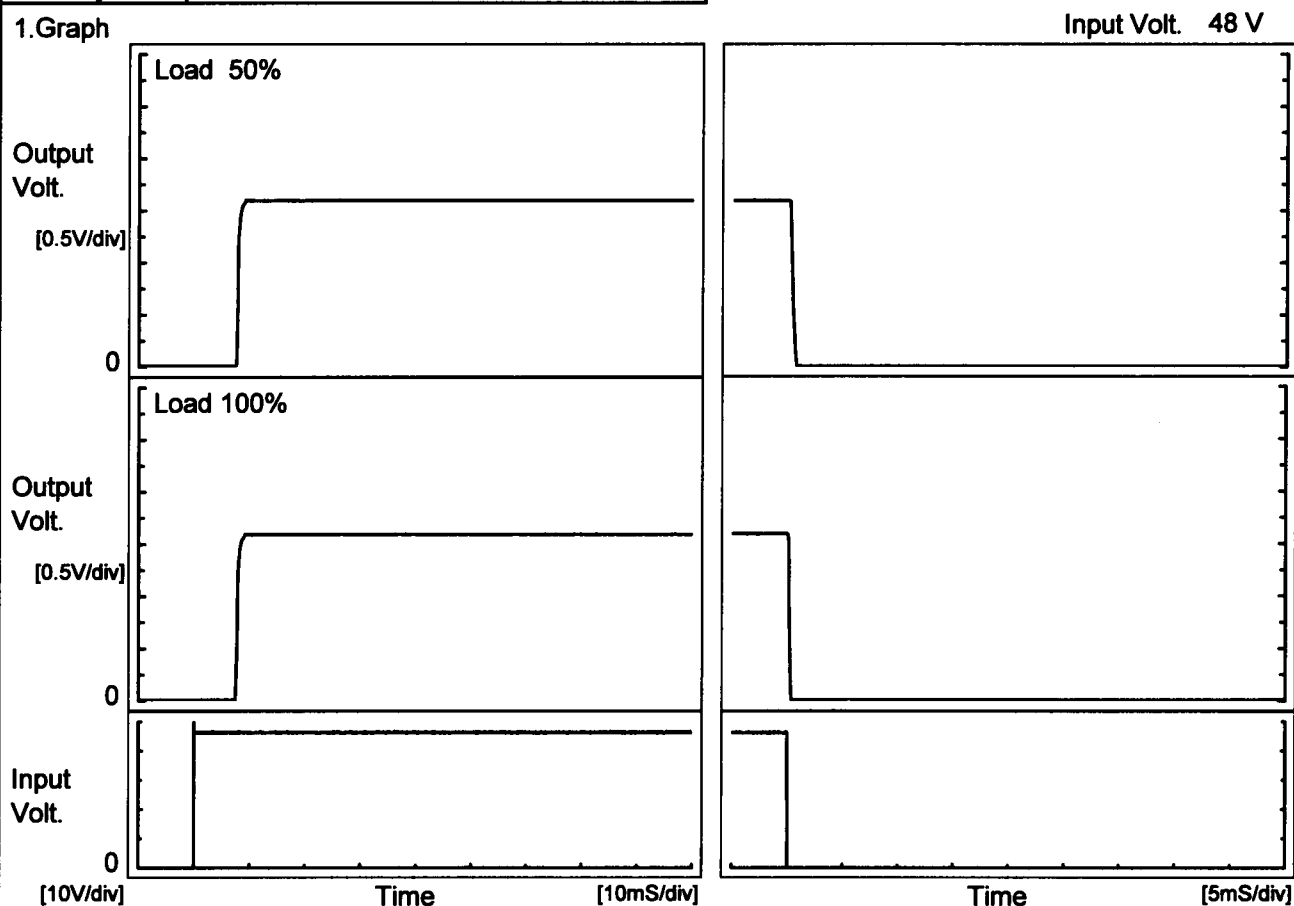 1.Graph
Input Volt. 48 V
Load 50%
Output
Volt.
[0.5V/div]
0
Load 100%
Output
Volt.
[0.5V/div]
0
Input
Volt.
0
[10V/div]
Time
[10mS/div]
Time
[5mS/div]